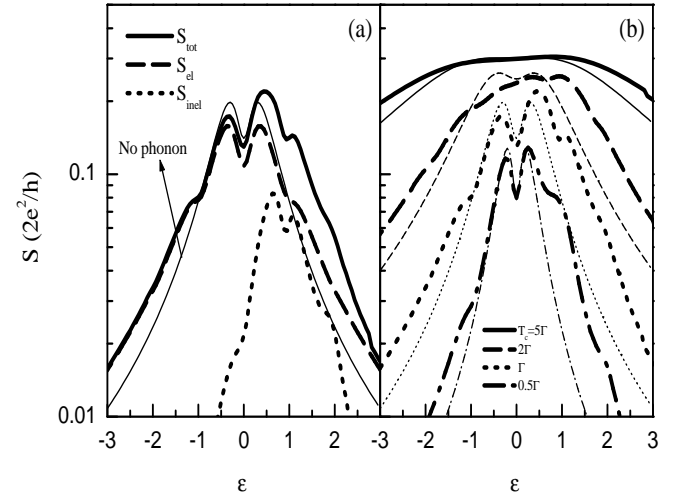 (a)
S_tot
S_el
S_inel
No phonon
(b)
T_c=5Γ
2Γ
Γ
0.5Γ
S (2e²/h)
0.1
0.01
-3 -2 -1 0 1 2 -3 -2 -1 0 1 2 3
ε ε